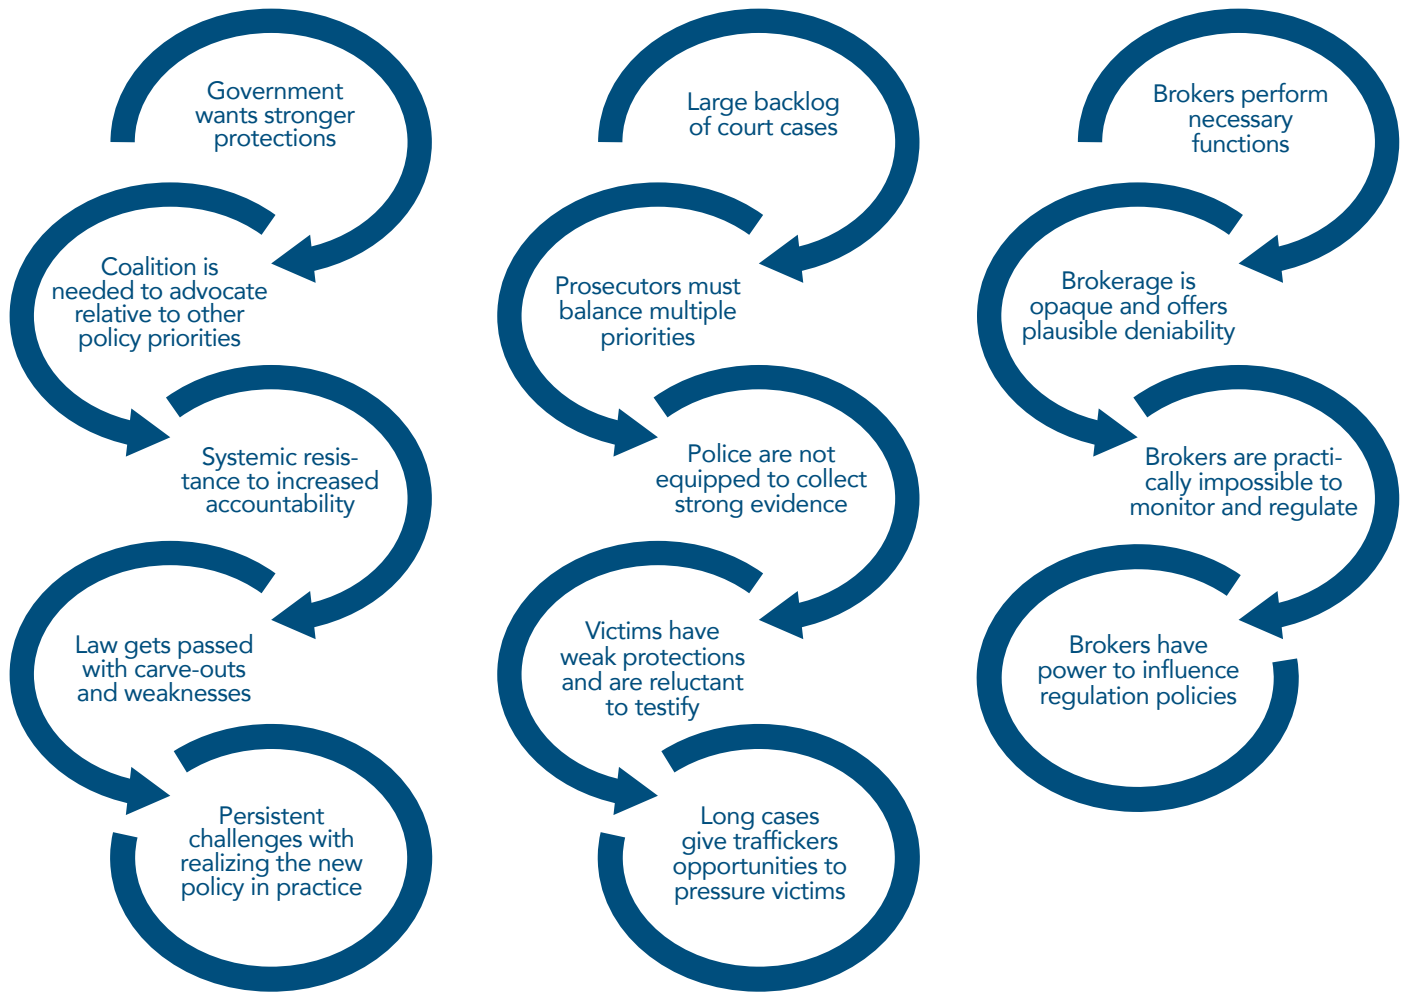 Government
wants stronger
protections
Coalition is
needed to advocate
relative to other
policy priorities
Systemic resis-
tance to increased
accountability
Law gets passed
with carve-outs
and weaknesses
Persistent
challenges with
realizing the new
policy in practice
Large backlog
of court cases
Prosecutors must
balance multiple
priorities
Police are not
equipped to collect
strong evidence
Victims have
weak protections
and are reluctant
to testify
Long cases
give traffickers
opportunities to
pressure victims
Brokers perform
necessary
functions
Brokerage is
opaque and offers
plausible deniability
Brokers are practi-
cally impossible to
monitor and regulate
Brokers have
power to influence
regulation policies